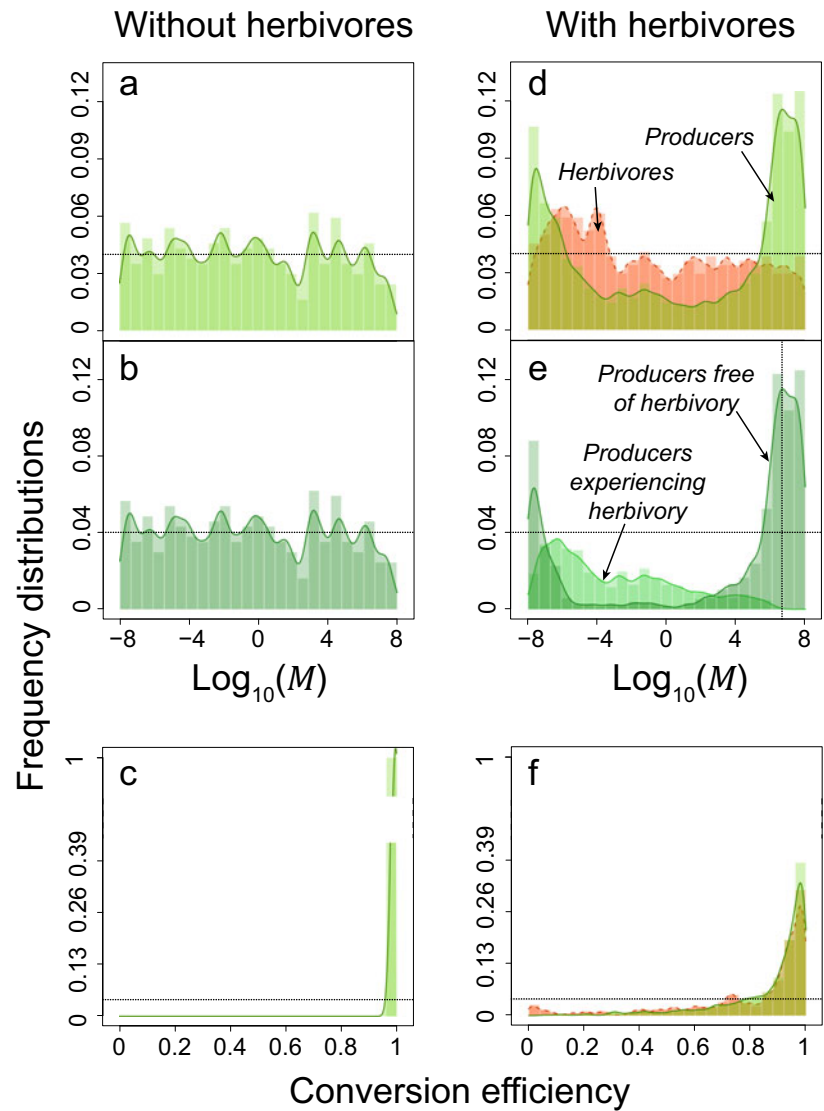 Without herbivores
With herbivores
Frequency distributions
a
0.12
0.09
0.06
0.03
0
d
Producers
Herbivores
0.12
0.09
0.06
0.03
0
b
0.12
0.08
0.04
0
−8 −4 0 4 8
Log10(M)
e
Producers free
of herbivory
Producers
experiencing
herbivory
0.12
0.08
0.04
0
−8 −4 0 4 8
Log10(M)
c
1
0.39
0.26
0.13
0
0 0.2 0.4 0.6 0.8 1
f
1
0.39
0.26
0.13
0
0 0.2 0.4 0.6 0.8 1
Conversion efficiency